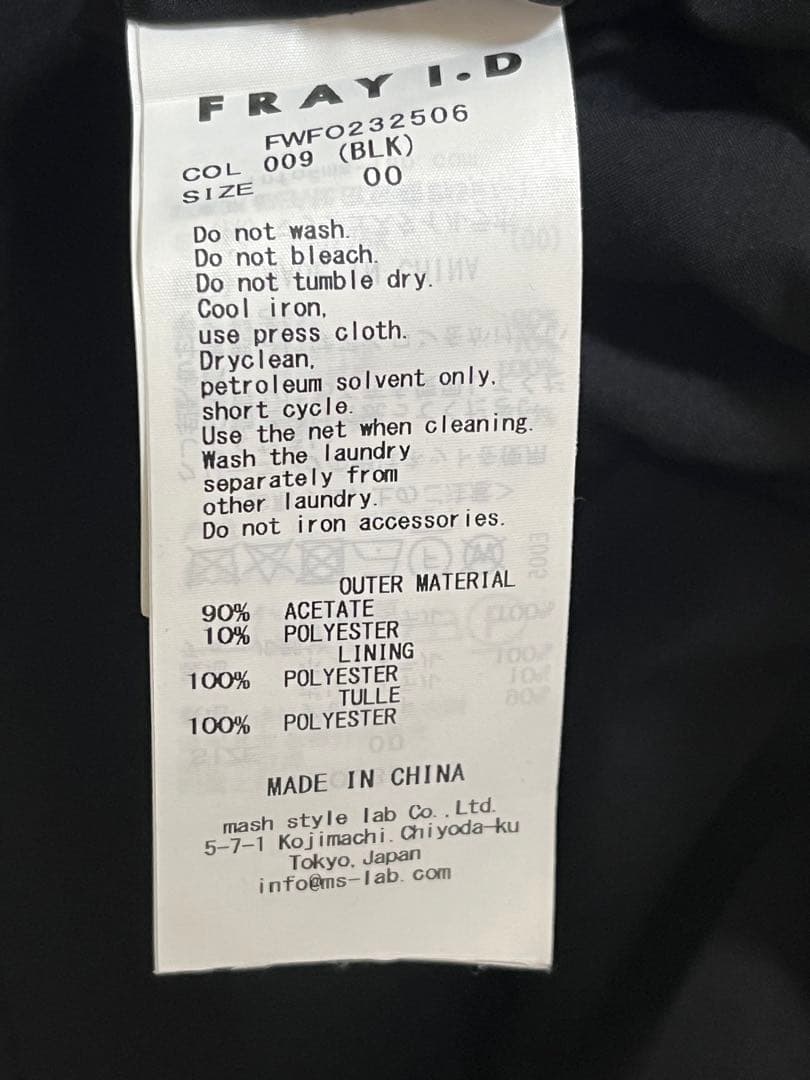 FRAY I.D
FWFO232506
COL 009 (BLK)
SIZE 00
Do not wash.
Do not bleach.
Do not tumble dry.
Cool iron,
use press cloth.
Dryclean,
petroleum solvent only,
short cycle.
Use the net when cleaning.
Wash the laundry
separately from
other laundry.
Do not iron accessories.
OUTER MATERIAL
90% ACETATE
10% POLYESTER
LINING
100% POLYESTER
TULLE
100% POLYESTER
MADE IN CHINA
mash style lab Co.,Ltd.
5-7-1 Kojimachi. Chiyoda-ku
Tokyo, Japan
info@ms-lab.com